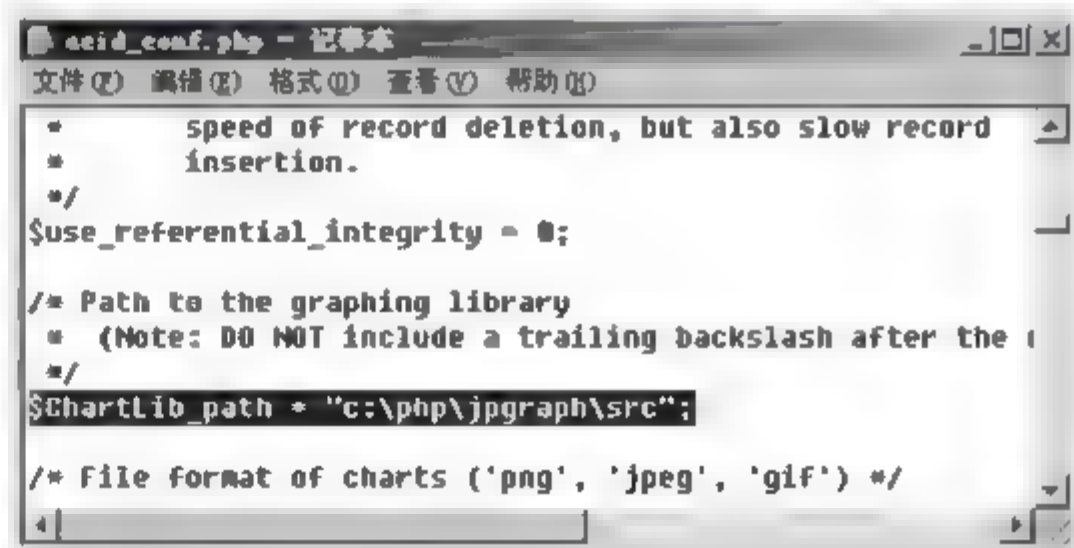 acid_conf.php - 记事本
文件(F) 编辑(E) 格式(O) 查看(V) 帮助(H)
*       speed of record deletion, but also slow record
*       insertion.
*/
$use_referential_integrity = 0;
/* Path to the graphing library
*  (Note: DO NOT include a trailing backslash after the
*/
$ChartLib_path = "c:\php\jpgraph\src";
/* File format of charts ('png', 'jpeg', 'gif') */